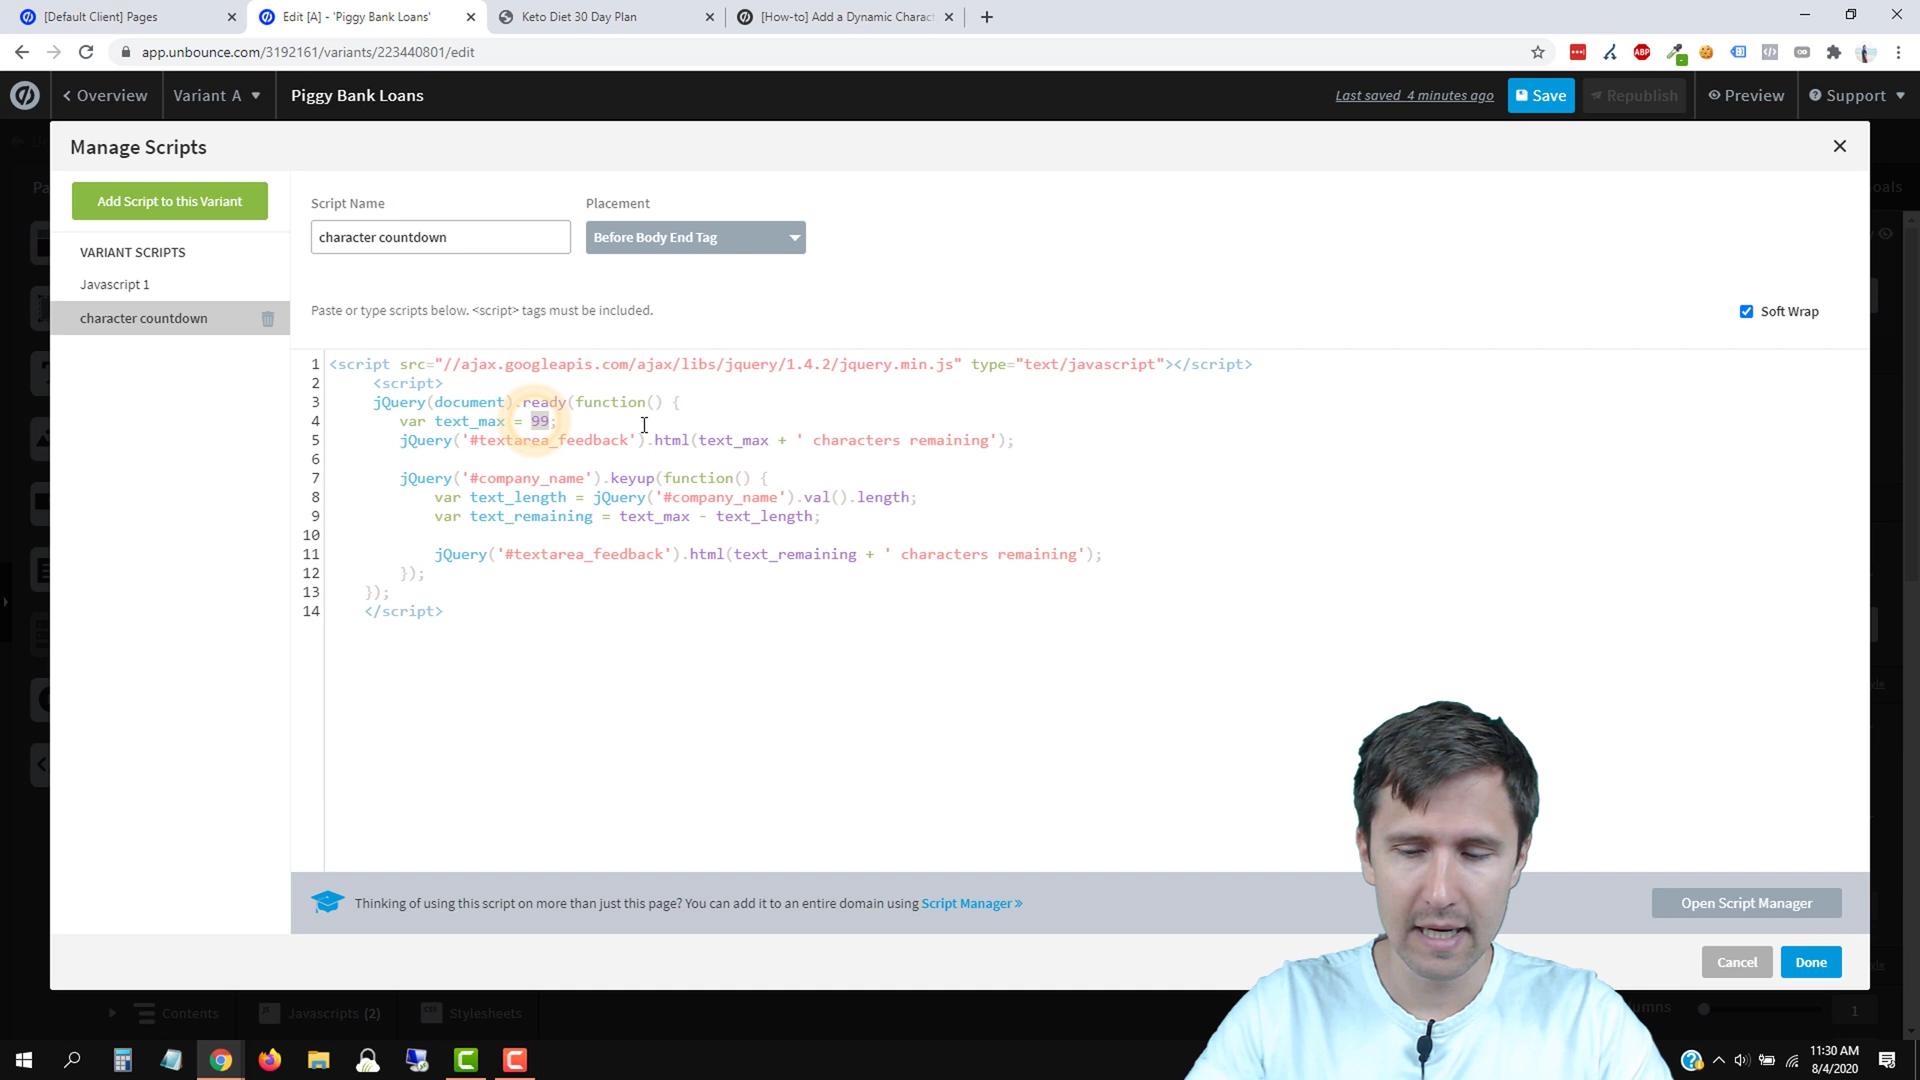 [Default Client] Pages
Edit [A] - 'Piggy Bank Loans'
Keto Diet 30 Day Plan
[How-to] Add a Dynamic Charact
app.unbounce.com/3192161/variants/223440801/edit
ABP
Overview
Variant A
Piggy Bank Loans
Last saved 4 minutes ago
Save
Republish
Preview
Support
Manage Scripts
Add Script to this Variant
VARIANT SCRIPTS
Javascript 1
character countdown
Script Name
Placement
character countdown
Before Body End Tag
Paste or type scripts below. <script> tags must be included.
Soft Wrap
1 <script src="//ajax.googleapis.com/ajax/libs/jquery/1.4.2/jquery.min.js" type="text/javascript"></script>
2 <script>
3 jQuery(document).ready(function() {
4 var text_max = 99;
5 jQuery('#textarea_feedback').html(text_max + ' characters remaining');
6
7 jQuery('#company_name').keyup(function() {
8 var text_length = jQuery('#company_name').val().length;
9 var text_remaining = text_max - text_length;
10
11 jQuery('#textarea_feedback').html(text_remaining + ' characters remaining');
12 });
13 });
14 </script>
Thinking of using this script on more than just this page? You can add it to an entire domain using Script Manager »
Open Script Manager
Cancel
Done
Contents
Javascripts (2)
Stylesheets
1
11:30 AM
8/4/2020